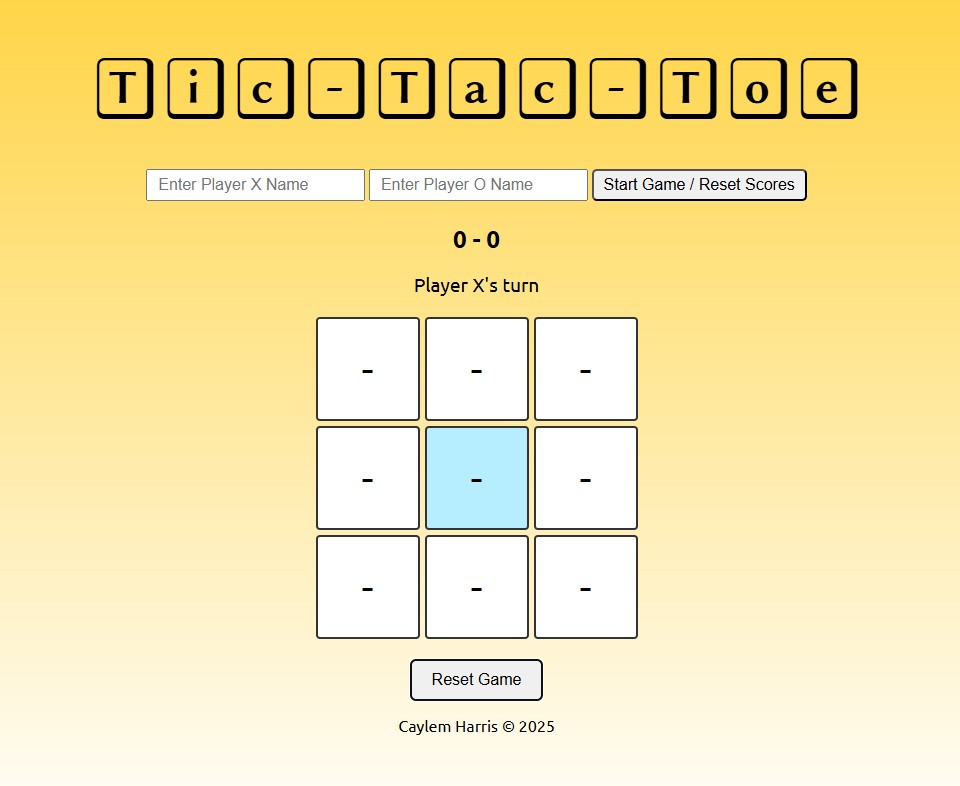 Tic-Tac-Toe
Enter Player X Name Enter Player O Name Start Game / Reset Scores
0 - 0
Player X's turn
- - -
- - -
- - -
Reset Game
Caylem Harris © 2025